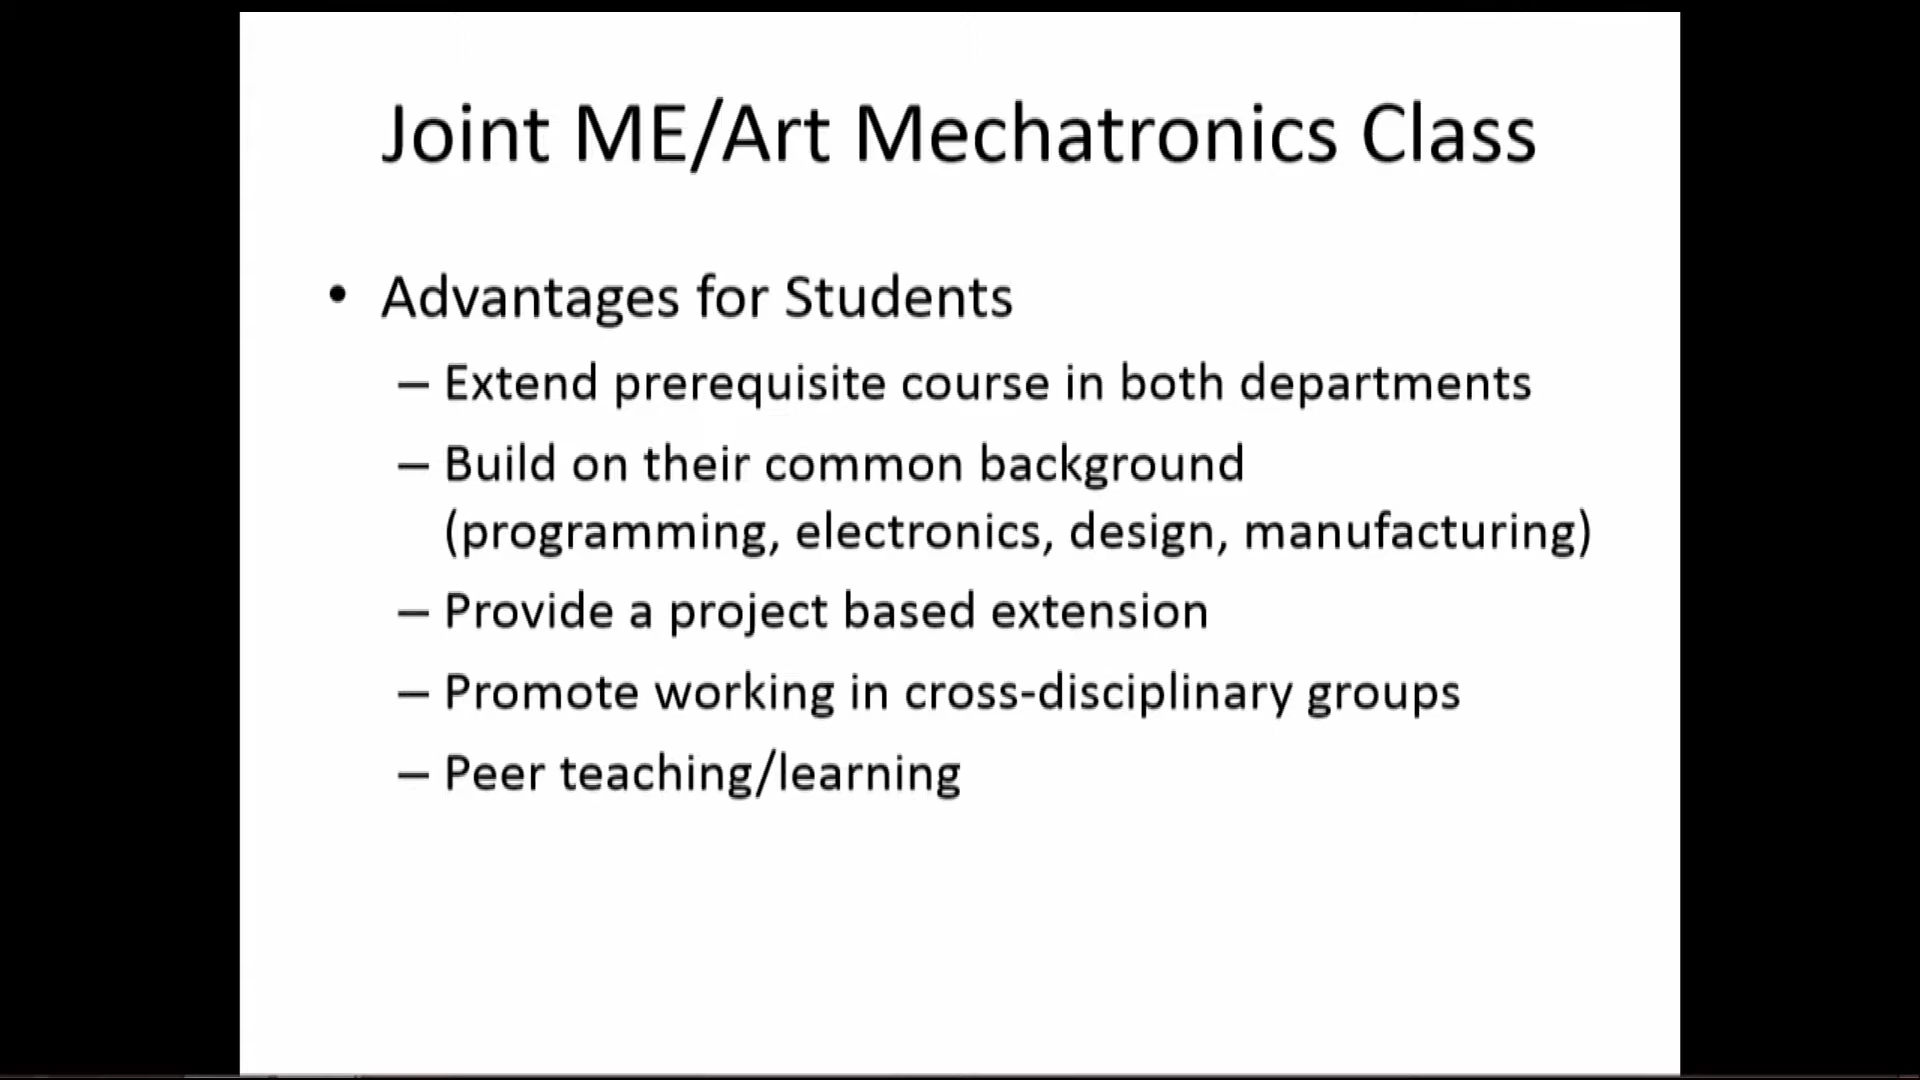 Joint ME/Art Mechatronics Class
• Advantages for Students
– Extend prerequisite course in both departments
– Build on their common background
(programming, electronics, design, manufacturing)
– Provide a project based extension
– Promote working in cross-disciplinary groups
– Peer teaching/learning